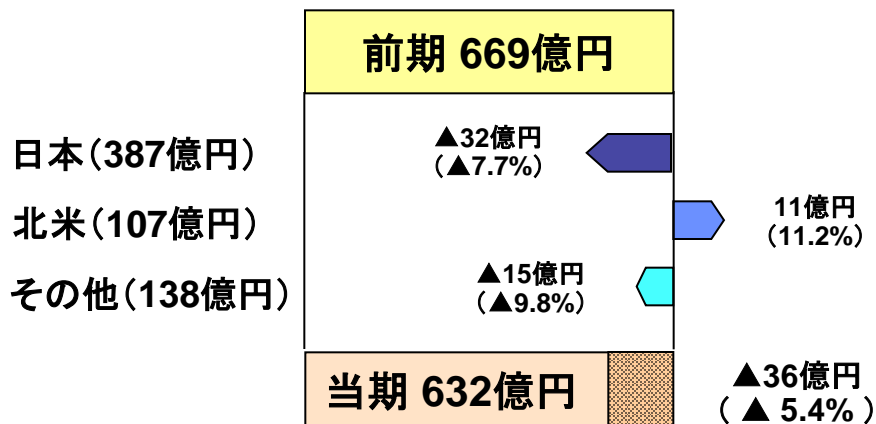 前期 669億円
日本（387億円）
▲32億円
（▲7.7%）
北米（107億円）
11億円
（11.2%）
その他（138億円）
▲15億円
（▲9.8%）
当期 632億円
▲36億円
（ ▲ 5.4% ）